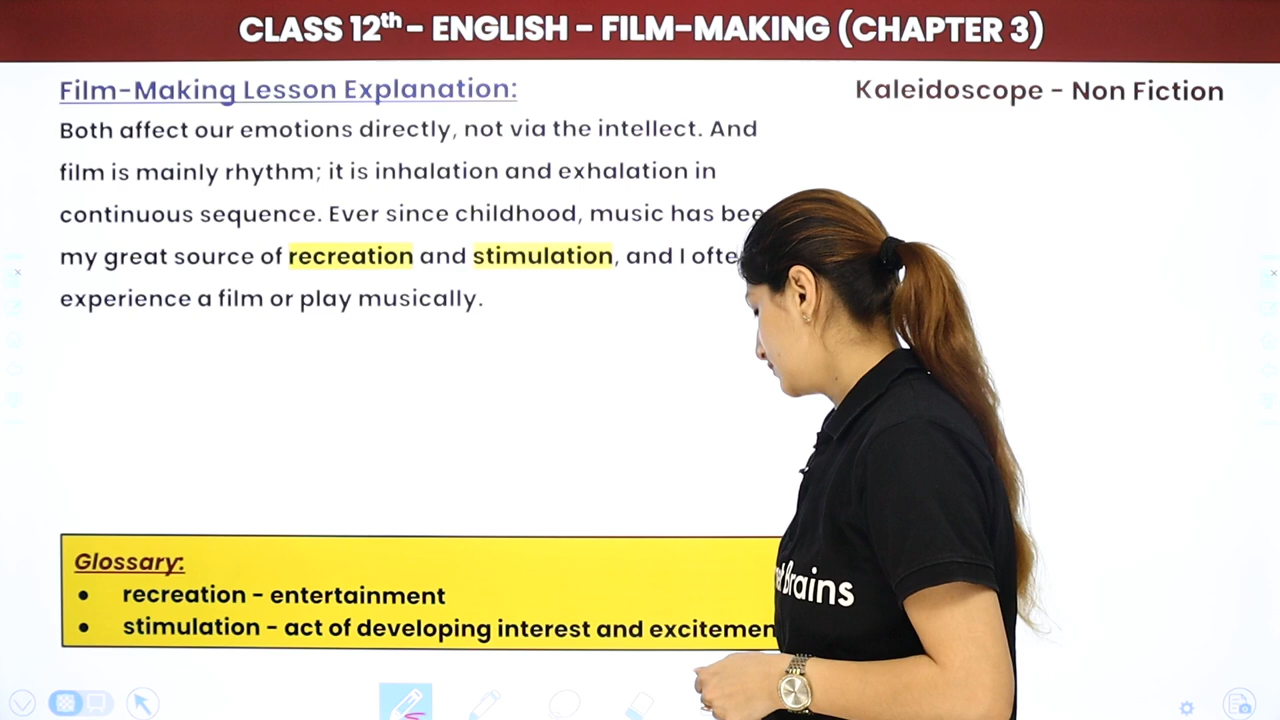 CLASS 12th - ENGLISH - FILM-MAKING (CHAPTER 3)
Film-Making Lesson Explanation:
Kaleidoscope - Non Fiction
Both affect our emotions directly, not via the intellect. And
film is mainly rhythm; it is inhalation and exhalation in
continuous sequence. Ever since childhood, music has
my great source of recreation and stimulation, and I
experience a film or play musically.
Glossary:
• recreation - entertainment
• stimulation - act of developing interest and
Brains